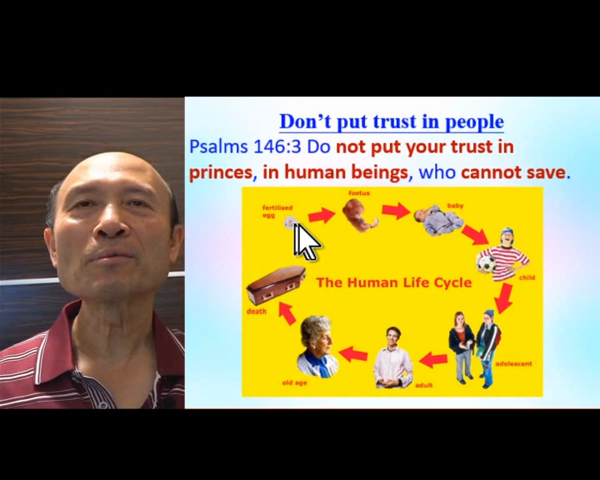 Don't put trust in people
Psalms 146:3 Do not put your trust in
princes, in human beings, who cannot save.
fertilised
egg
foetus
baby
child
The Human Life Cycle
death
adolescent
old age
adult